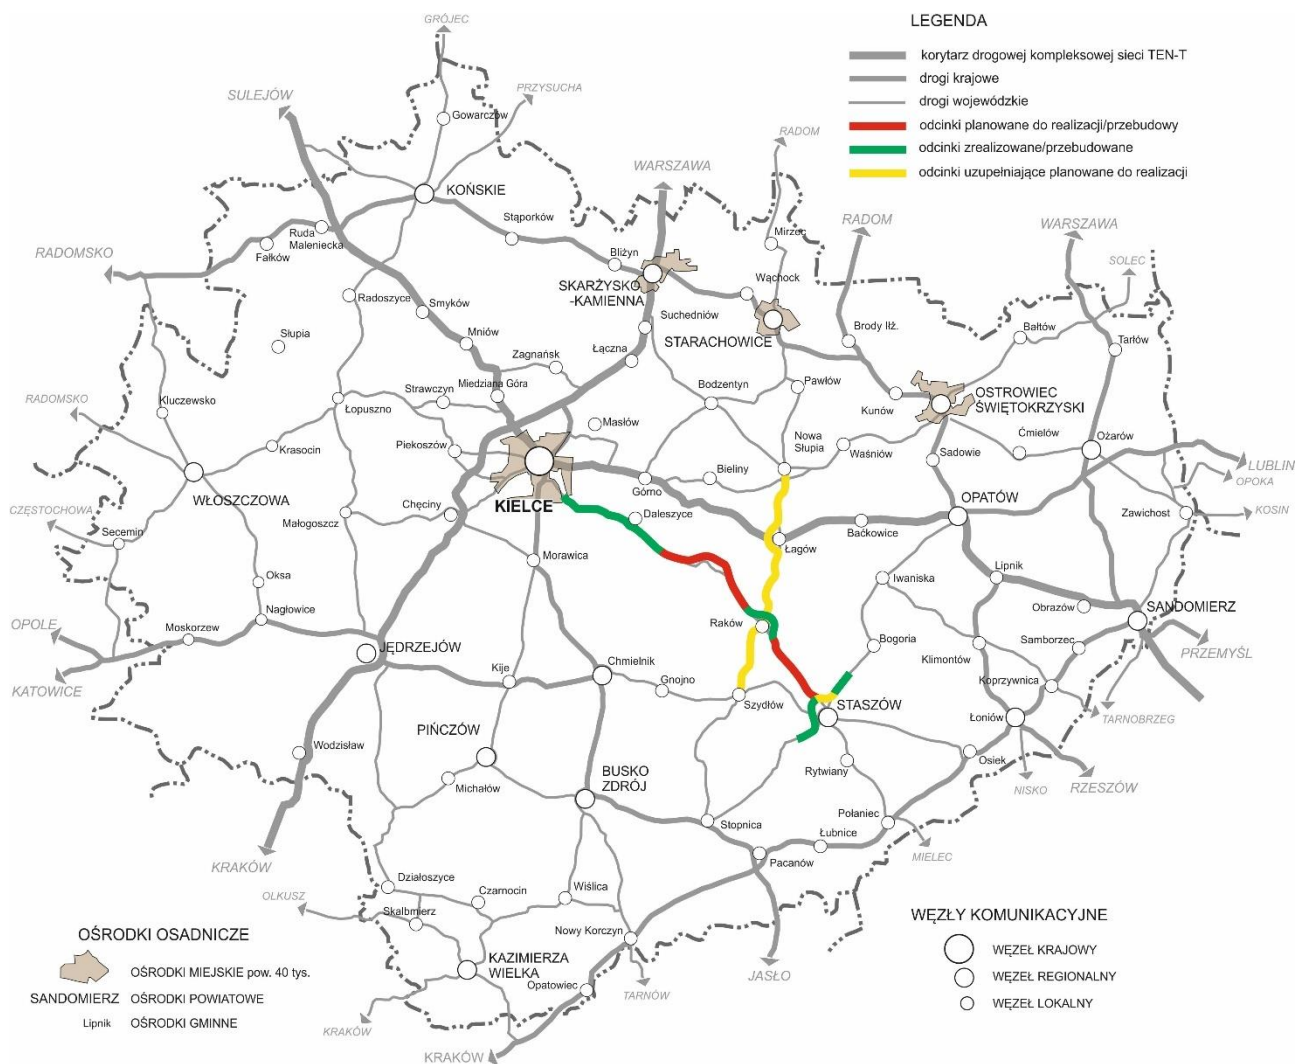 GRÓJEC
LEGENDA
korytarz drogowej kompleksowej sieci TEN-T
drogi krajowe
drogi wojewódzkie
odcinki planowane do realizacji/przebudowy
odcinki zrealizowane/przebudowane
odcinki uzupełniające planowane do realizacji
SULEJÓW
PRZYSUCHA
Gowarczów
RADOM
WARSZAWA
KOŃSKIE
Stąporków
RADOM
WARSZAWA
Mirzec
RADOMSKO
Ruda
Maleniecka
Fałków
Bliżyn
SOLEC
SKARŻYSKO
-KAMIENNA
Wąchock
Radoszyce
Smyków
Suchedniów
STARACHOWICE
Brody Iłż.
Bałtów
Tarłów
Słupia
Mniów
Zagnańsk
Łączna
RADOMSKO
Kluczewsko
Łopuszno
Strawczyn
Miedziana Góra
Bodzentyn
Pawłów
Kunów
OSTROWIEC
ŚWIĘTOKRZYSKI
Masłów
Krasocin
Piekoszów
Nowa
Słupia
Waśniów
Ćmielów
Ożarów
Sadowie
LUBLIN
OPOKA
WŁOSZCZOWA
Górno
Bieliny
KIELCE
Chęciny
Daleszyce
OPATÓW
CZĘSTOCHOWA
Małogoszcz
Zawichost
KOSIN
Secemin
Łagów
Baćkowice
Morawica
Lipnik
Iwaniska
Oksa
Obrazów
SANDOMIERZ
OPOLE
Nagłowice
Moskorzew
Raków
Bogoria
Samborzec
JĘDRZEJÓW
Klimontów
PRZEMYŚL
KATOWICE
Kije
Chmielnik
Gnojno
Koprzywnica
Szydłów
STASZÓW
Łoniów
TARNOBRZEG
Wodzisław
PIŃCZÓW
Osiek
Michałów
BUSKO
ZDRÓJ
Rytwiany
NISKO
RZESZÓW
Stopnica
Połaniec
Łubnice
MIELEC
KRAKÓW
Pacanów
Działoszyce
OLKUSZ
Czarnocin
Wiślica
Skalbmierz
WĘZŁY KOMUNIKACYJNE
WĘZEŁ KRAJOWY
WĘZEŁ REGIONALNY
WĘZEŁ LOKALNY
OŚRODKI OSADNICZE
OŚRODKI MIEJSKIE pow. 40 tys.
SANDOMIERZ OŚRODKI POWIATOWE
Lipnik OŚRODKI GMINNE
Nowy Korczyn
KAZIMIERZA
WIELKA
Opatowiec
JASŁO
TARNÓW
KRAKÓW
KRAKÓW